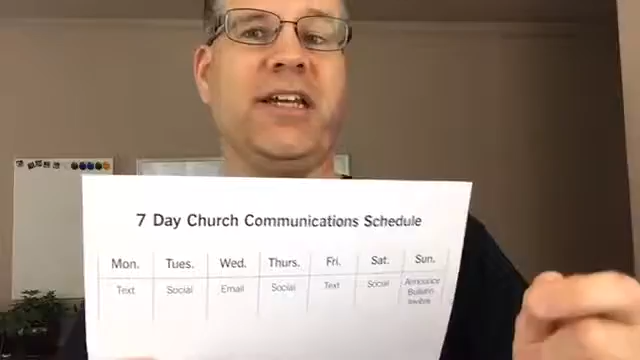 7 Day Church Communications Schedule
Mon. Tues. Wed. Thurs. Fri. Sat. Sun.
Text Social Email Social Text Social Announce
Bulletin
Invites